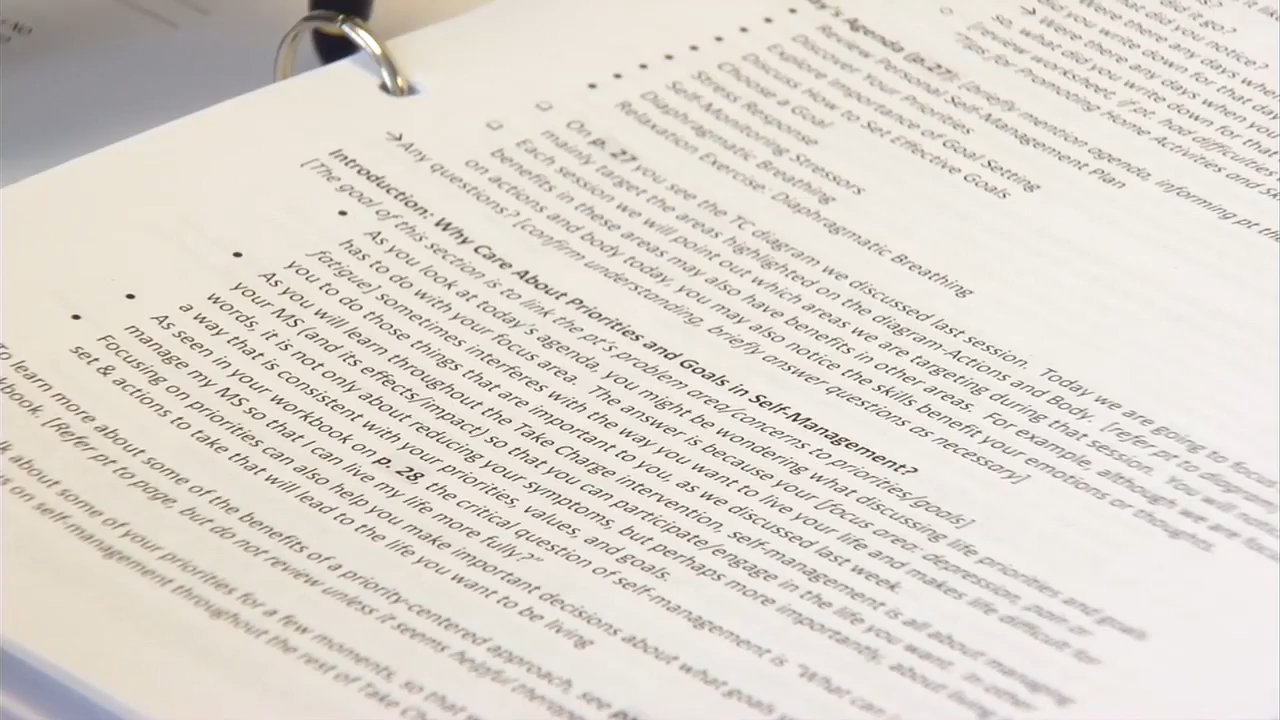 NO
it go?
What did you notice?
Were there any days whe
So, what did you write down for that da
Were there any days when you
[review worksheet, if pt. had difficulties
Tips For Promoting Home Activities and S
's Agenda (p.27): [briefly mention agenda, informing pt th
Review Personal Self-Management Plan
Discover Your Priorities
Explore Importance of Goal Setting
Discuss How to Set Effective Goals
Choose a Goal
Stress Response
Self-Monitoring Stressors
Diaphragmatic Breathing
Relaxation Exercise: Diaphragmatic Breathing
On p. 27 you see the TC diagram we discussed last session. Today we are going to focus
mainly target the areas highlighted on the diagram-Actions and Body. [refer pt to diagram
Each session we will point out which areas we are targeting during that session. You will
benefits in these areas may also have benefits in other areas. For example, although we are
on actions and body today, you may also notice the skills benefit your emotions or thoughts.
Any questions? [confirm understanding, briefly answer questions as necessary]
Introduction: Why Care About Priorities and Goals in Self-Management?
[The goal of this section is to link the pt's problem area/concerns to priorities/goals]
As you look at today's agenda, you might be wondering what discussing life priorities and goals
has to do with your focus area. The answer is because your [focus area: depression, pain or
fatigue] sometimes interferes with the way you want to live your life and makes life difficult for
you to do those things that are important to you, as we discussed last week.
As you will learn throughout the Take Charge intervention, self-management is all about managing
your MS (and its effects/impact) so that you can participate/engage in the life you want. In other
words, it is not only about reducing your symptoms, but perhaps more importantly, about living
a way that is consistent with your priorities, values, and goals.
As seen in your workbook on p. 28, the critical question of self-management is "What can
manage my MS so that I can live my life more fully?"
Focusing on priorities can also help you make important decisions about what goals
set & actions to take that will lead to the life you want to be living
To learn more about some of the benefits of a priority-centered approach, see
kbook. [Refer pt to page, but do not review unless it seems helpful
k about some of your priorities for a few moments, so that
s on self-management throughout the rest of Take